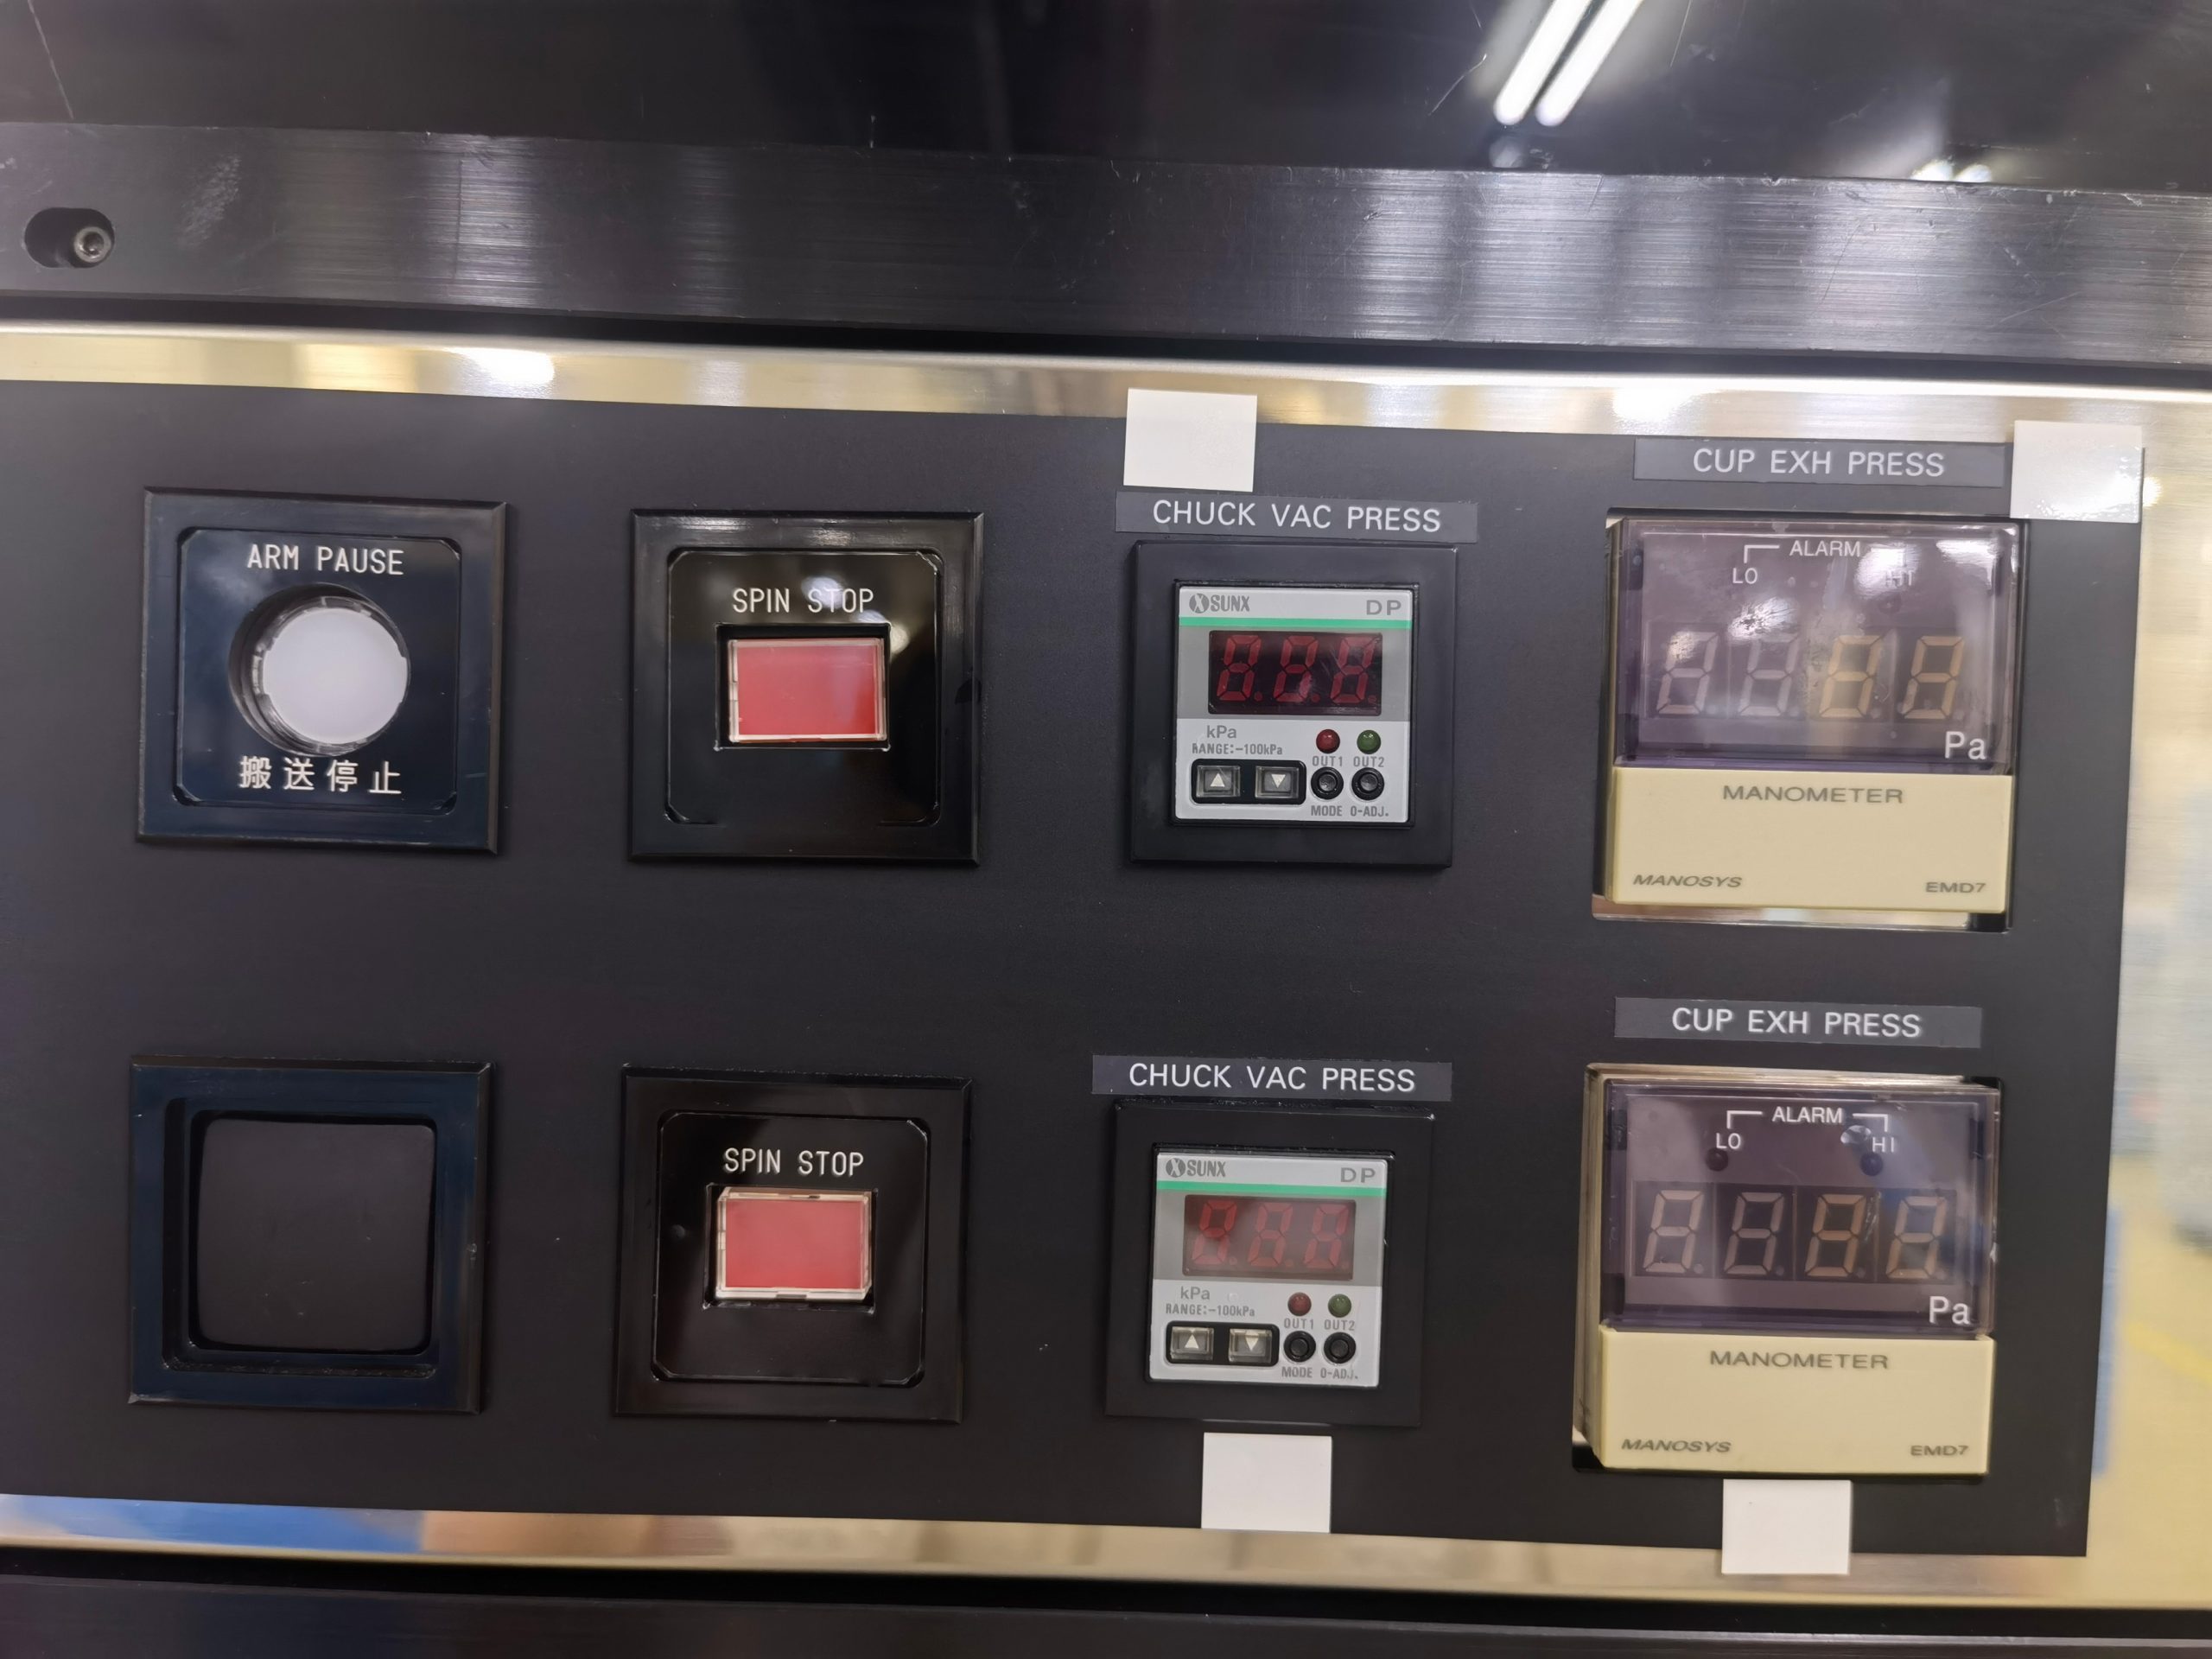 ARM PAUSE
搬送停止
SPIN STOP
CHUCK VAC PRESS
SUNX DP
kPa
RANGE:-100kPa
OUT1 OUT2
▲ ▼
MODE 0-ADJ.
CUP EXH PRESS
ALARM
LO HI
Pa
MANOMETER
MANOSYS EMD7
SPIN STOP
CHUCK VAC PRESS
SUNX DP
kPa
RANGE:-100kPa
OUT1 OUT2
▲ ▼
MODE 0-ADJ.
CUP EXH PRESS
ALARM
LO HI
Pa
MANOMETER
MANOSYS EMD7